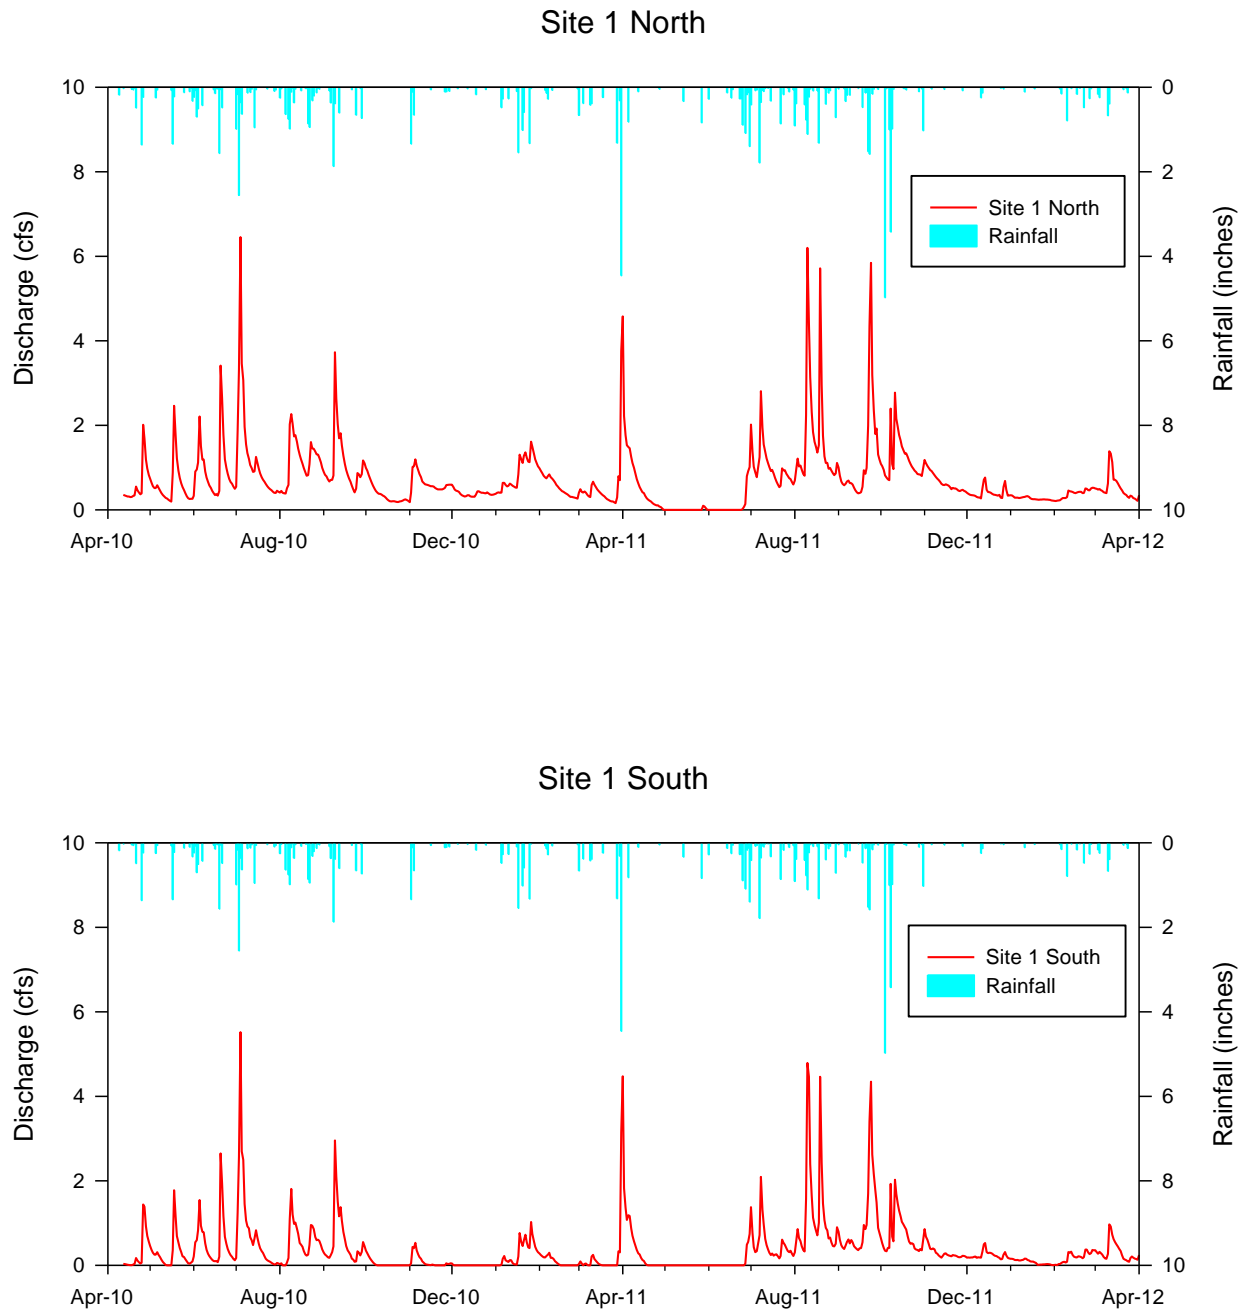 Site 1 North
10
8
6
4
2
0
Discharge (cfs)
0
2
4
6
8
10
Rainfall (inches)
Site 1 North
Rainfall
Apr-10 Aug-10 Dec-10 Apr-11 Aug-11 Dec-11 Apr-12
Site 1 South
10
8
6
4
2
0
Discharge (cfs)
0
2
4
6
8
10
Rainfall (inches)
Site 1 South
Rainfall
Apr-10 Aug-10 Dec-10 Apr-11 Aug-11 Dec-11 Apr-12